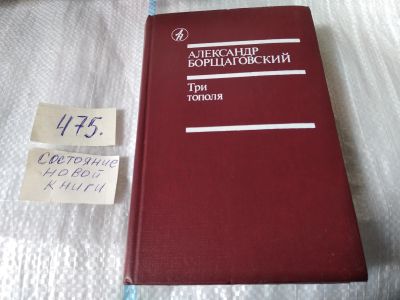 АЛЕКСАНДР
БОРЩАГОВСКИЙ
Три
тополя
475.
СОСТОЯНИЕ
НОВОЙ
КНИГИ